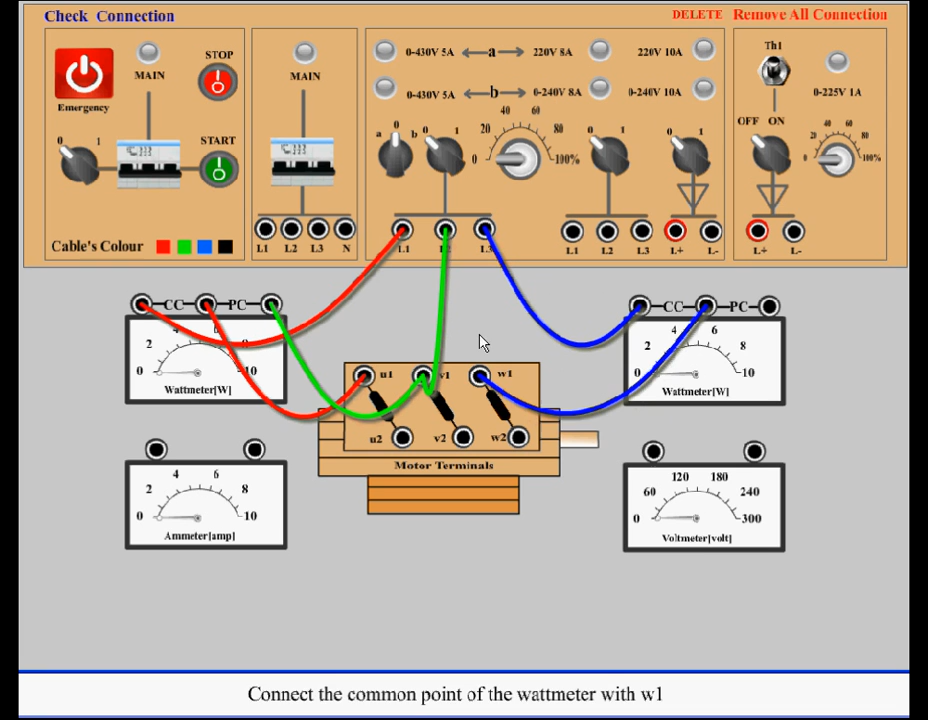 Check Connection
DELETE Remove All Connection
Emergency
MAIN
STOP
START
0 1
Cable's Colour
MAIN
L1 L2 L3 N
0-430V 5A a 220V 8A 220V 10A
0-430V 5A b 0-240V 8A 0-240V 10A
a 0 b 0 1
0 20 40 60 80 100%
0 1
0 1
L1
L1 L2 L3 L+ L-
Th1
0-225V 1A
OFF ON
0 20 40 60 80 100%
L+ L-
CC PC
0 2 8 10
Wattmeter[W]
CC PC
0 2 4 6 8 10
Wattmeter[W]
u1 v1 w1
u2 v2 w2
Motor Terminals
0 2 4 6 8 10
Ammeter[amp]
0 60 120 180 240 300
Voltmeter[volt]
Connect the common point of the wattmeter with w1